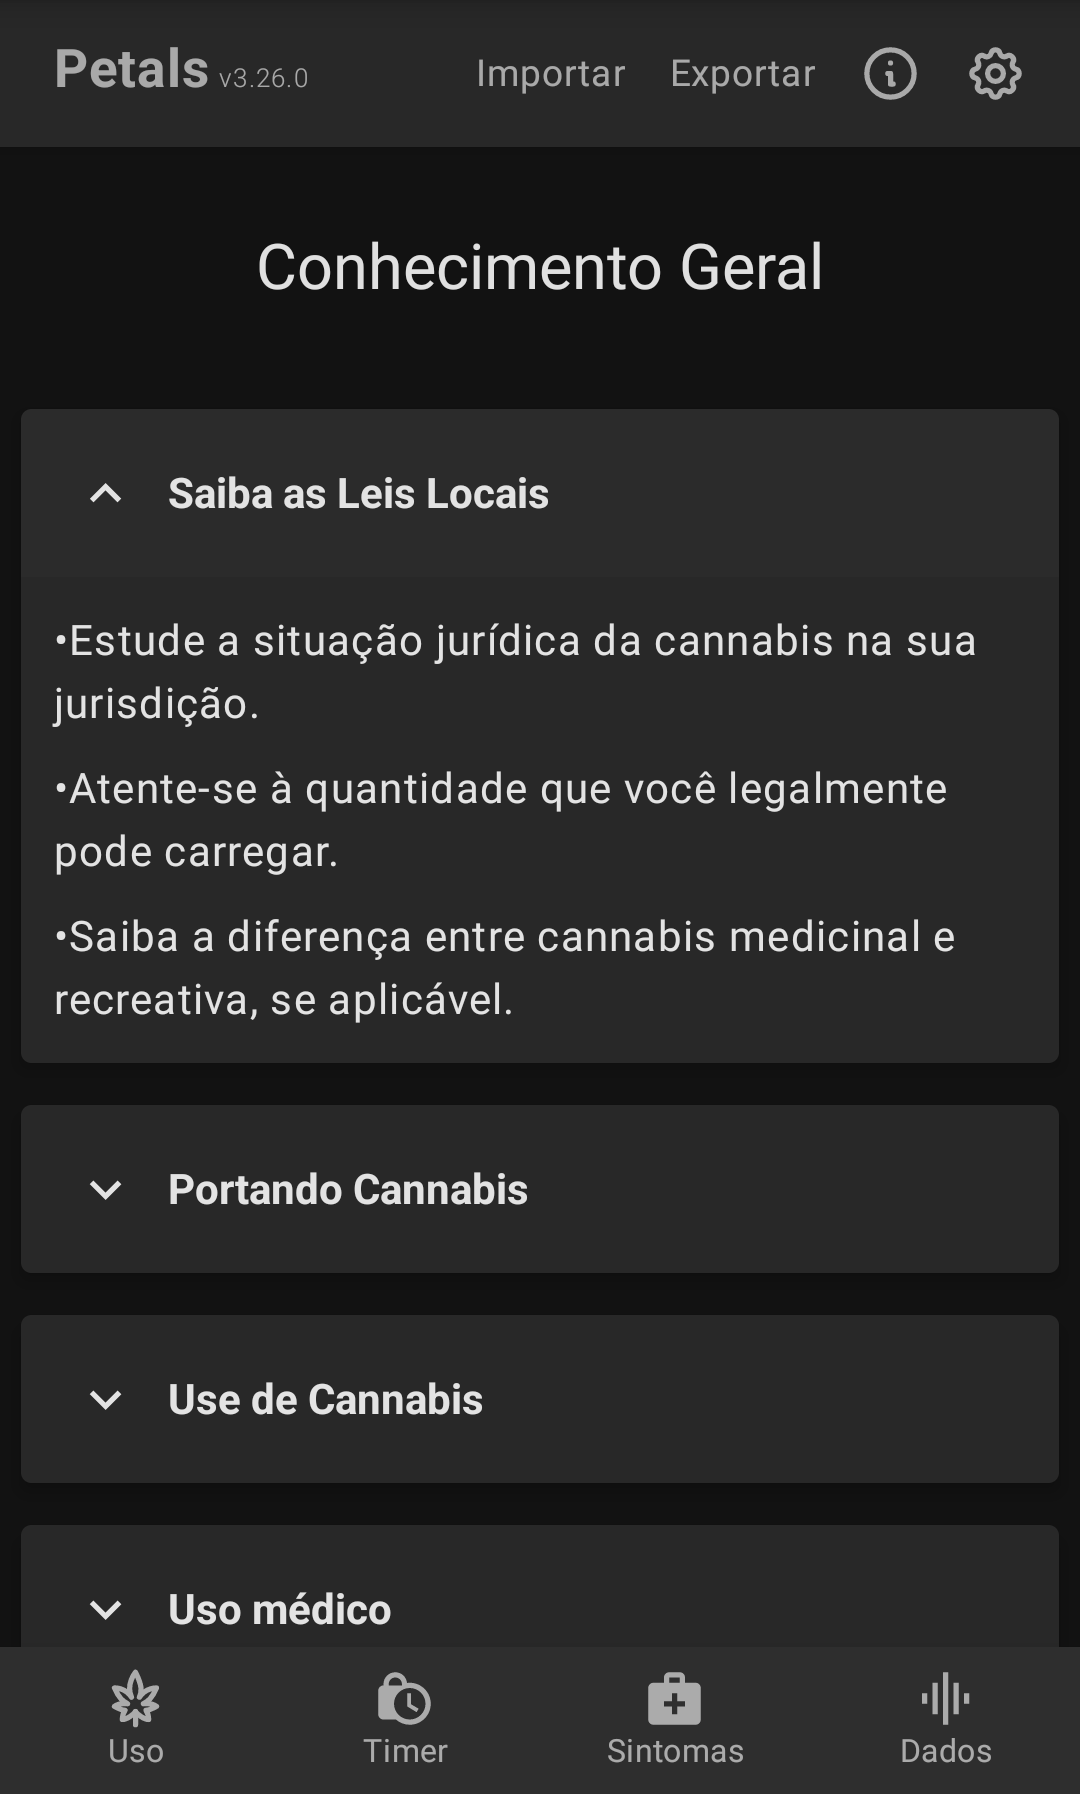 Petals v3.26.0 Importar Exportar
Conhecimento Geral
Saiba as Leis Locais
•Estude a situação jurídica da cannabis na sua
jurisdição.
•Atente-se à quantidade que você legalmente
pode carregar.
•Saiba a diferença entre cannabis medicinal e
recreativa, se aplicável.
Portando Cannabis
Use de Cannabis
Uso médico
Uso Timer Sintomas Dados